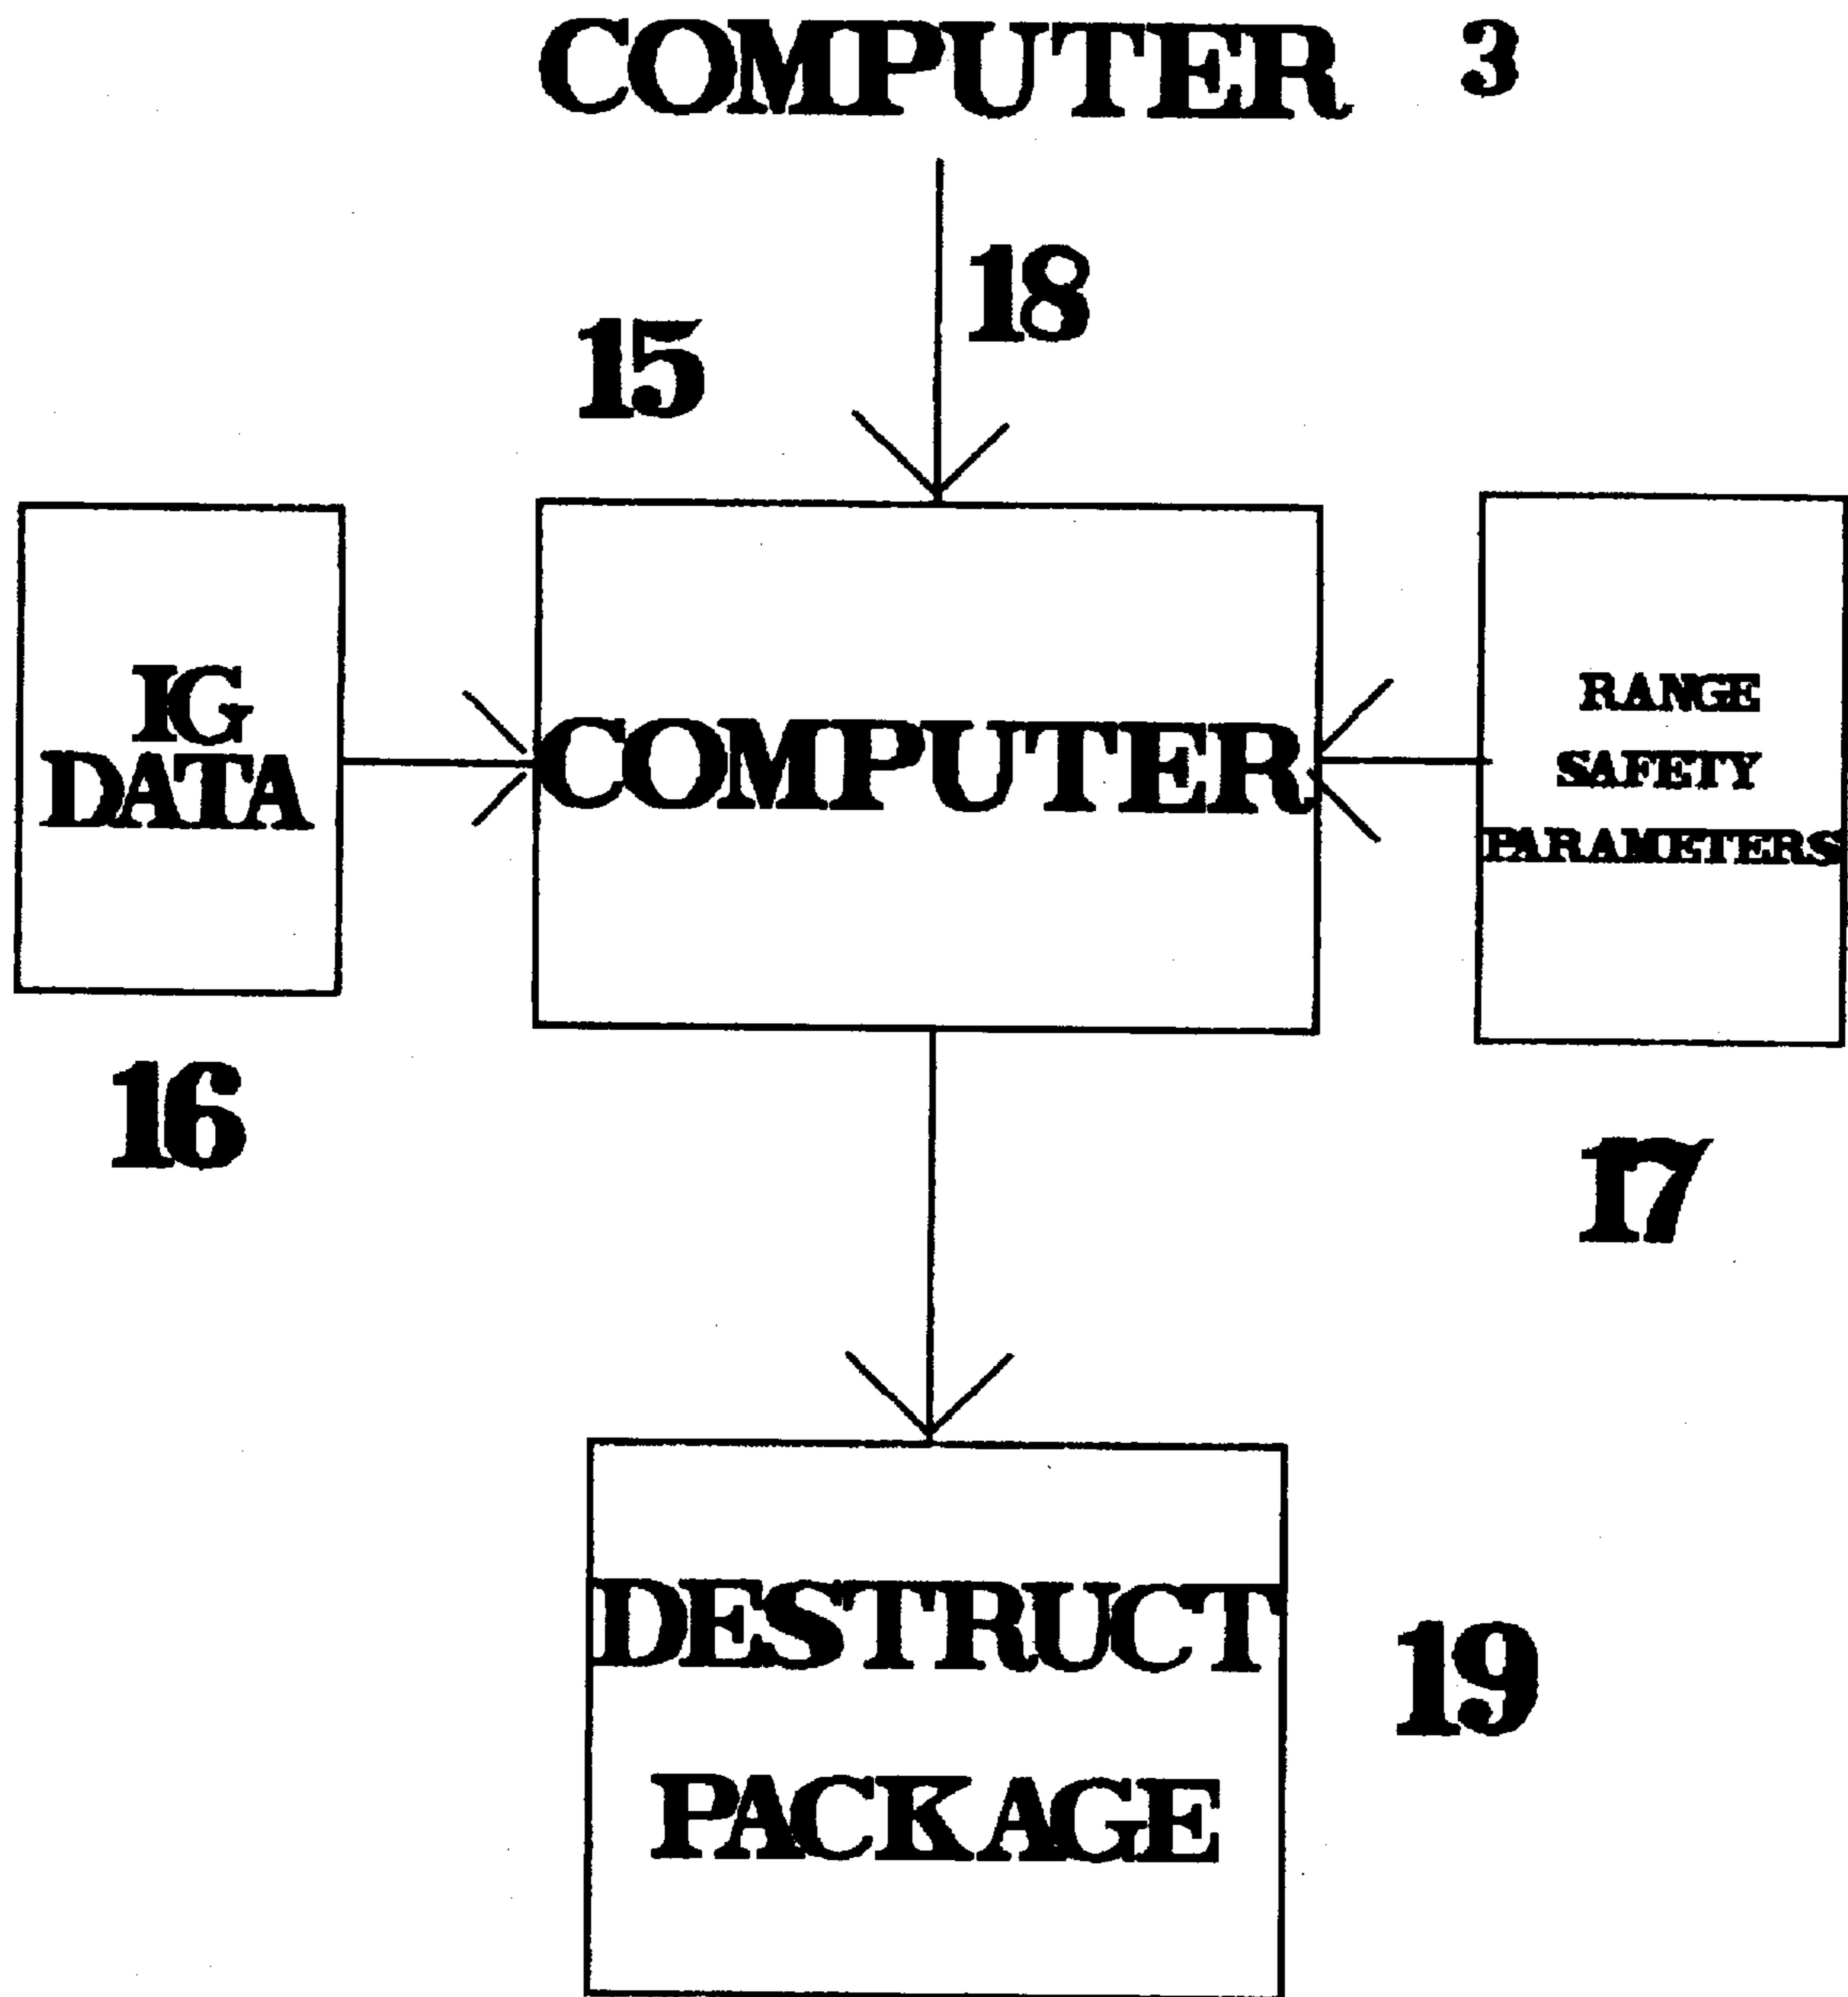 COMPUTER 3
18
15
IG
DATA
COMPUTER
RANGE
SAFETY
PARAMETERS
16
17
DESTRUCT
PACKAGE
19